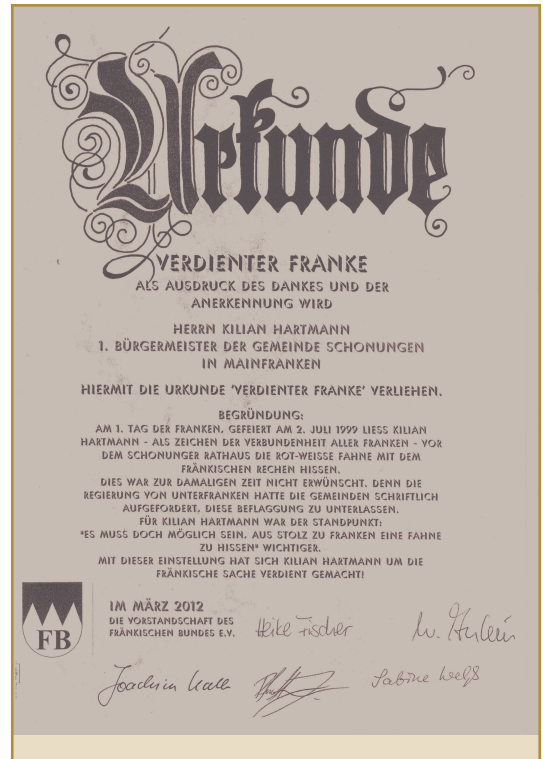 Urkunde
VERDIENTER FRANKE
ALS AUSDRUCK DES DANKES UND DER
ANERKENNUNG WIRD
HERRN KILIAN HARTMANN
1. BÜRGERMEISTER DER GEMEINDE SCHONUNGEN
IN MAINFRANKEN
HIERMIT DIE URKUNDE 'VERDIENTER FRANKE' VERLIEHEN.
BEGRÜNDUNG:
AM 1. TAG DER FRANKEN, GEFEIERT AM 2. JULI 1999 LIESS KILIAN
HARTMANN - ALS ZEICHEN DER VERBUNDENHEIT ALLER FRANKEN - VOR
DEM SCHONUNGER RATHAUS DIE ROT-WEISSE FAHNE MIT DEM
FRÄNKISCHEN RECHEN HISSEN.
DIES WAR ZUR DAMALIGEN ZEIT NICHT ERWÜNSCHT, DENN DIE
REGIERUNG VON UNTERFRANKEN HATTE DIE GEMEINDEN SCHRIFTLICH
AUFGEFORDERT, DIESE BEFLAGGUNG ZU UNTERLASSEN.
FÜR KILIAN HARTMANN WAR DER STANDPUNKT:
"ES MUSS DOCH MÖGLICH SEIN, AUS STOLZ ZU FRANKEN EINE FAHNE
ZU HISSEN" WICHTIGER.
MIT DIESER EINSTELLUNG HAT SICH KILIAN HARTMANN UM DIE
FRÄNKISCHE SACHE VERDIENT GEMACHT!
IM MÄRZ 2012
DIE VORSTANDSCHAFT DES
FRÄNKISCHEN BUNDES E.V.
Heike Fischer
FB
Joachim
Sabine Welß